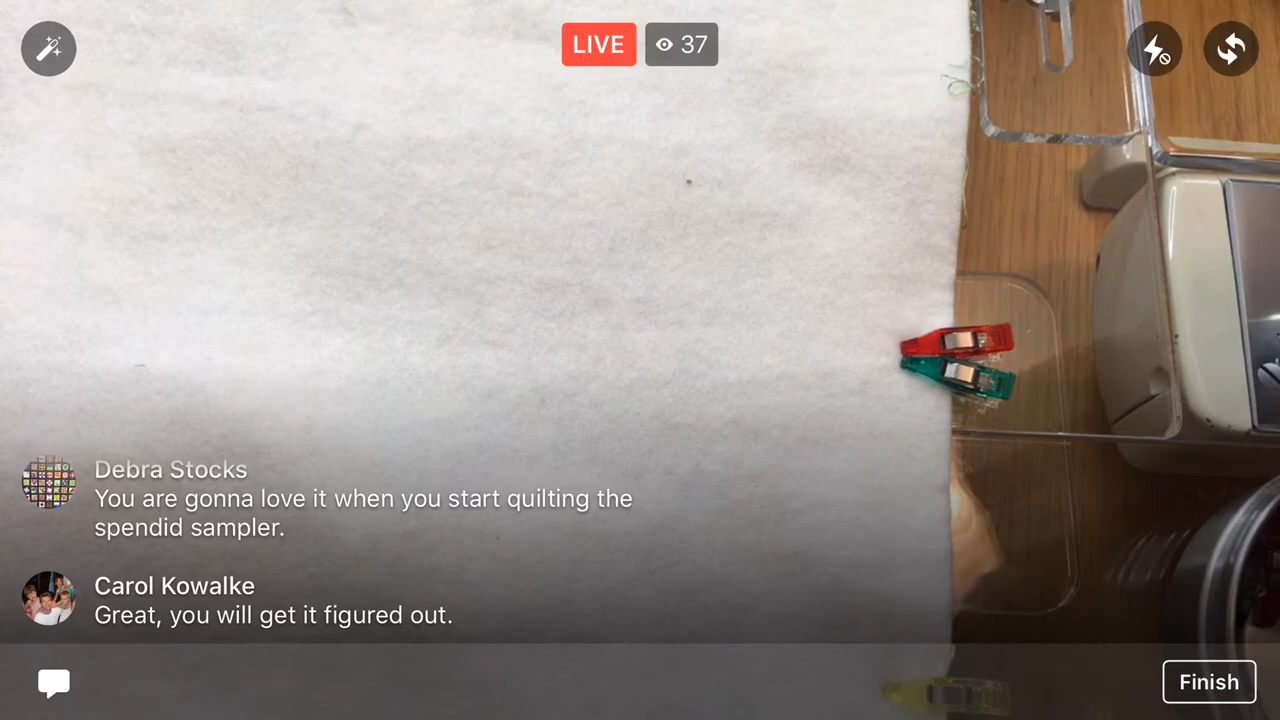 LIVE
37
Debra Stocks
You are gonna love it when you start quilting the
spendid sampler.
Carol Kowalke
Great, you will get it figured out.
Finish